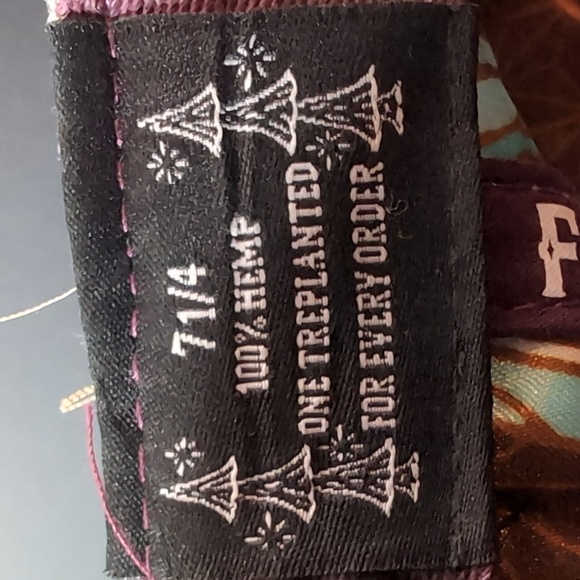 7 1/4
100% HEMP
ONE TREPLANTED
FOR EVERY ORDER
F